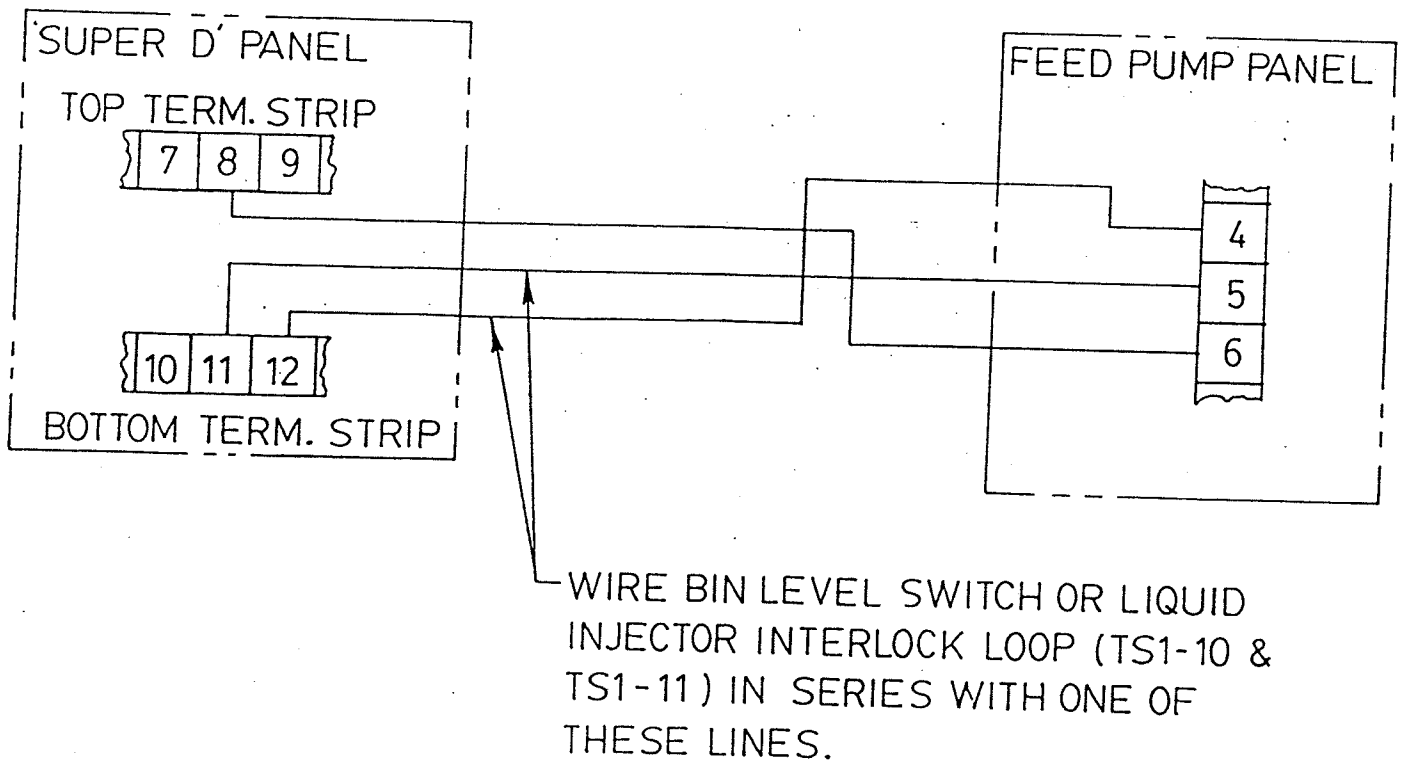 'SUPER D' PANEL
TOP TERM. STRIP
7 8 9
10 11 12
BOTTOM TERM. STRIP
FEED PUMP PANEL
4
5
6
WIRE BIN LEVEL SWITCH OR LIQUID
INJECTOR INTERLOCK LOOP (TS1-10 &
TS1-11) IN SERIES WITH ONE OF
THESE LINES.